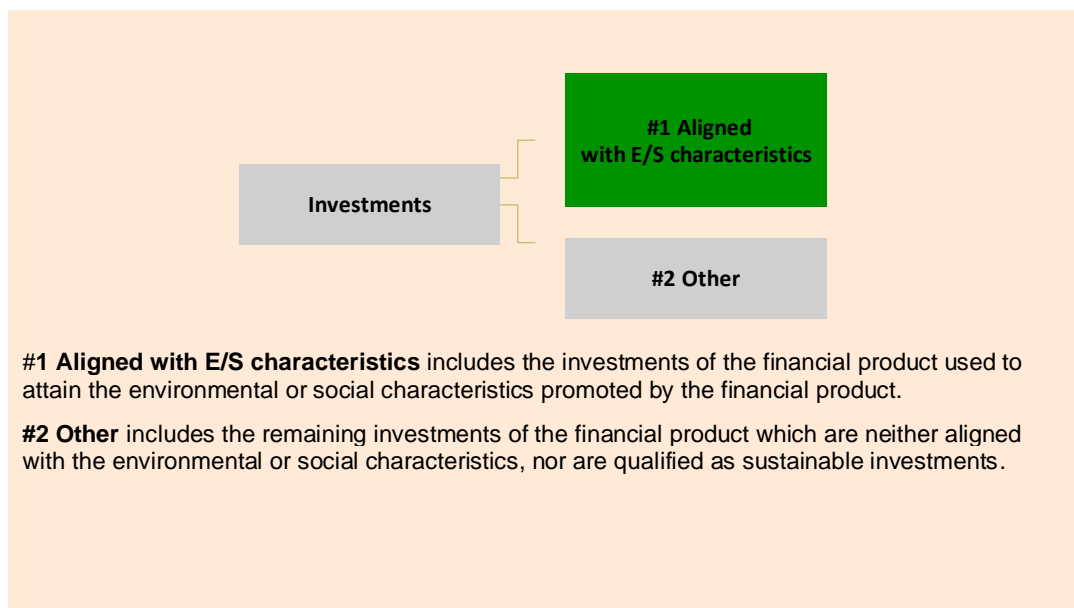 #1 Aligned
with E/S characteristics
Investments
#2 Other
#1 Aligned with E/S characteristics includes the investments of the financial product used to
attain the environmental or social characteristics promoted by the financial product.
#2 Other includes the remaining investments of the financial product which are neither aligned
with the environmental or social characteristics, nor are qualified as sustainable investments.